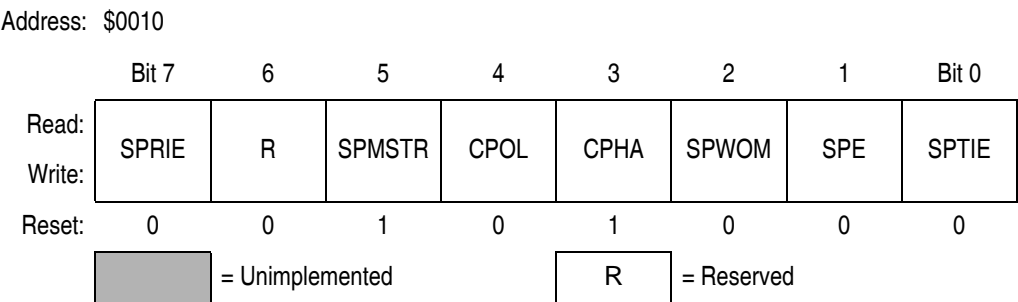 Address: $0010
Bit 7 6 5 4 3 2 1 Bit 0
Read:
SPRIE R SPMSTR CPOL CPHA SPWOM SPE SPTIE
Write:
Reset: 0 0 1 0 1 0 0 0
= Unimplemented R = Reserved